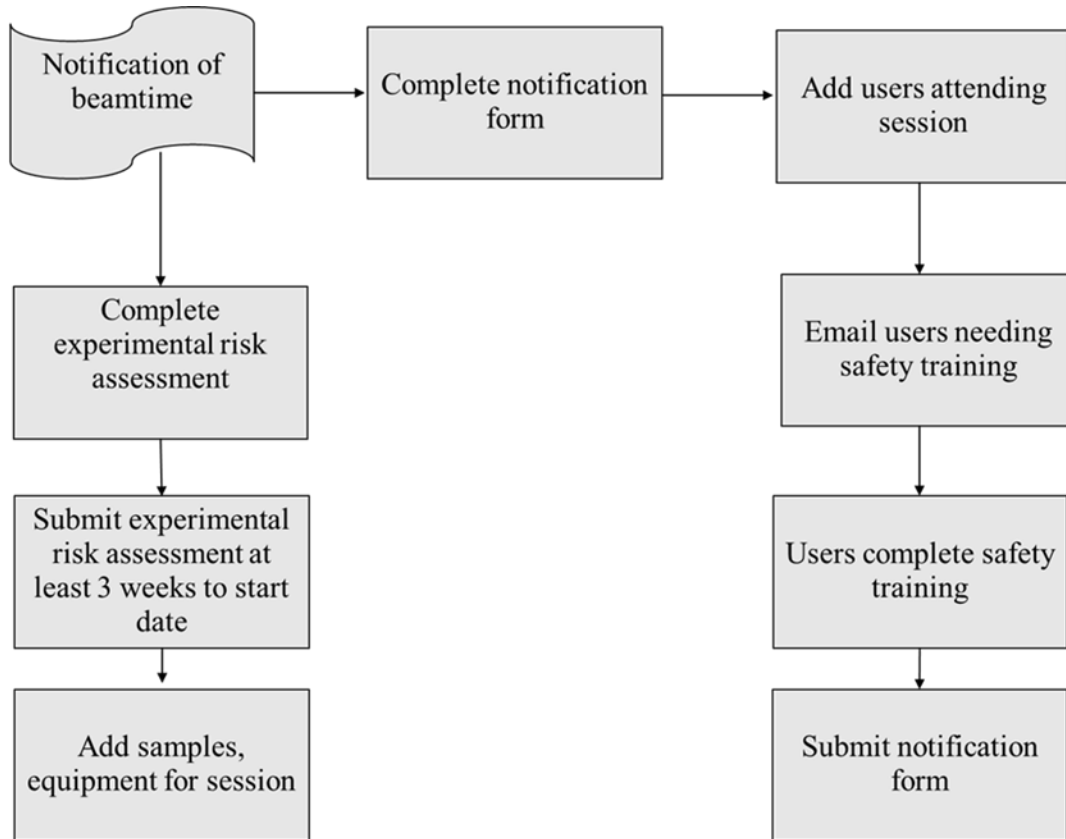 Notification of
beamtime
Complete notification
form
Add users attending
session
Complete
experimental risk
assessment
Email users needing
safety training
Submit experimental
risk assessment at
least 3 weeks to start
date
Users complete safety
training
Add samples,
equipment for session
Submit notification
form